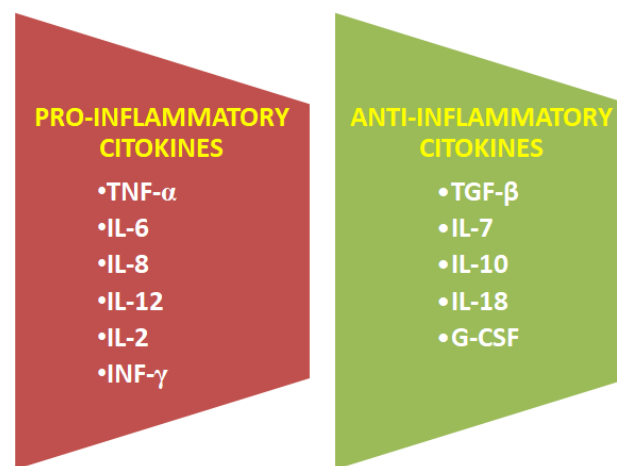 PRO-INFLAMMATORY
CITOKINES
•TNF-α
•IL-6
•IL-8
•IL-12
•IL-2
•INF-γ
ANTI-INFLAMMATORY
CITOKINES
•TGF-β
•IL-7
•IL-10
•IL-18
•G-CSF